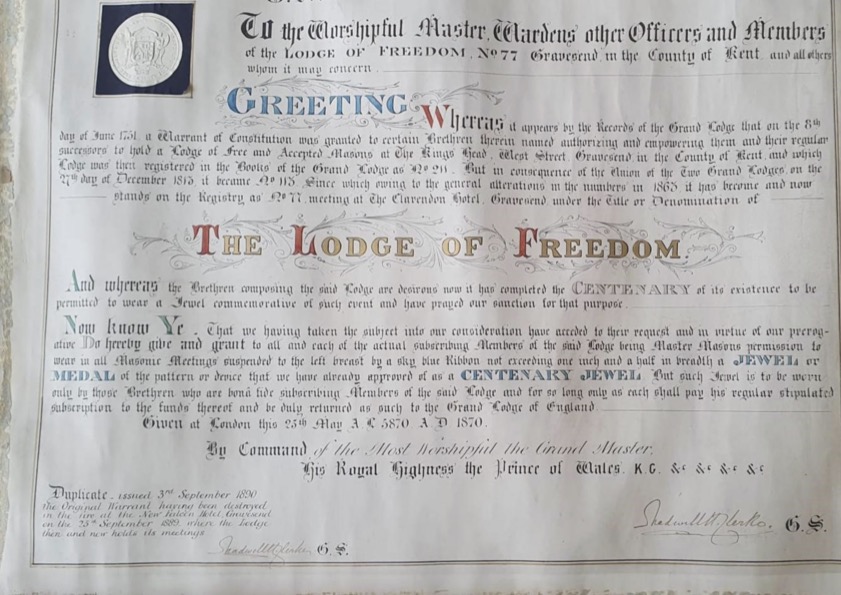 To the Worshipful Master, Wardens other Officers and Members
of the LODGE OF FREEDOM, No 77 Gravesend, in the County of Kent and all others
whom it may concern
GREETING Whereas it appears by the Records of the Grand Lodge that on the 8th
day of June 1751, a Warrant of Constitution was granted to certain Brethren therein named authorizing and empowering them and their regular
successors to hold a Lodge of Free and Accepted Masons at The Kings Head, West Street, Gravesend, in the County of Kent, and which
Lodge was then registered in the Books of the Grand Lodge as No 211. But in consequence of the Union of the Two Grand Lodges, on the
27th day of December 1813 it became No 113. Since which owing to the general alterations in the numbers in 1863 it has become and now
stands on the Registry as No 77, meeting at The Clarendon Hotel, Gravesend, under the Title or Denomination of
THE LODGE OF FREEDOM.
And whereas the Brethren composing the said Lodge are desirous now it has completed the CENTENARY of its existence to be
permitted to wear a Jewel commemorative of such event and have prayed our sanction for that purpose.
Now know Ye, That we having taken the subject into our consideration have acceded to their request and in virtue of our prerog-
ative Do hereby give and grant to all and each of the actual subscribing Members of the said Lodge being Master Masons permission to
wear in all Masonic Meetings suspended to the left breast by a sky blue Ribbon not exceeding one inch and a half in breadth a JEWEL or
MEDAL of the pattern or device that we have already approved of as a CENTENARY JEWEL But such Jewel is to be worn
only by those Brethren who are bonâ fide subscribing Members of the said Lodge and for so long only as each shall pay his regular stipulated
subscription to the funds thereof and be duly returned as such to the Grand Lodge of England.
Given at London this 25th May A. L 5870 A. D 1870.
By Command of the Most Worshipful the Grand Master,
His Royal Highness the Prince of Wales, K.G. &c &c &c &c
Duplicate, issued 3rd September 1890
The Original Warrant having been destroyed
in the fire at the New Falcon Hotel, Gravesend
on the 25th September 1889, where the Lodge
then and now holds its meetings
Shadwell H Clerke G.S.
Shadwell H Clerke. G.S.